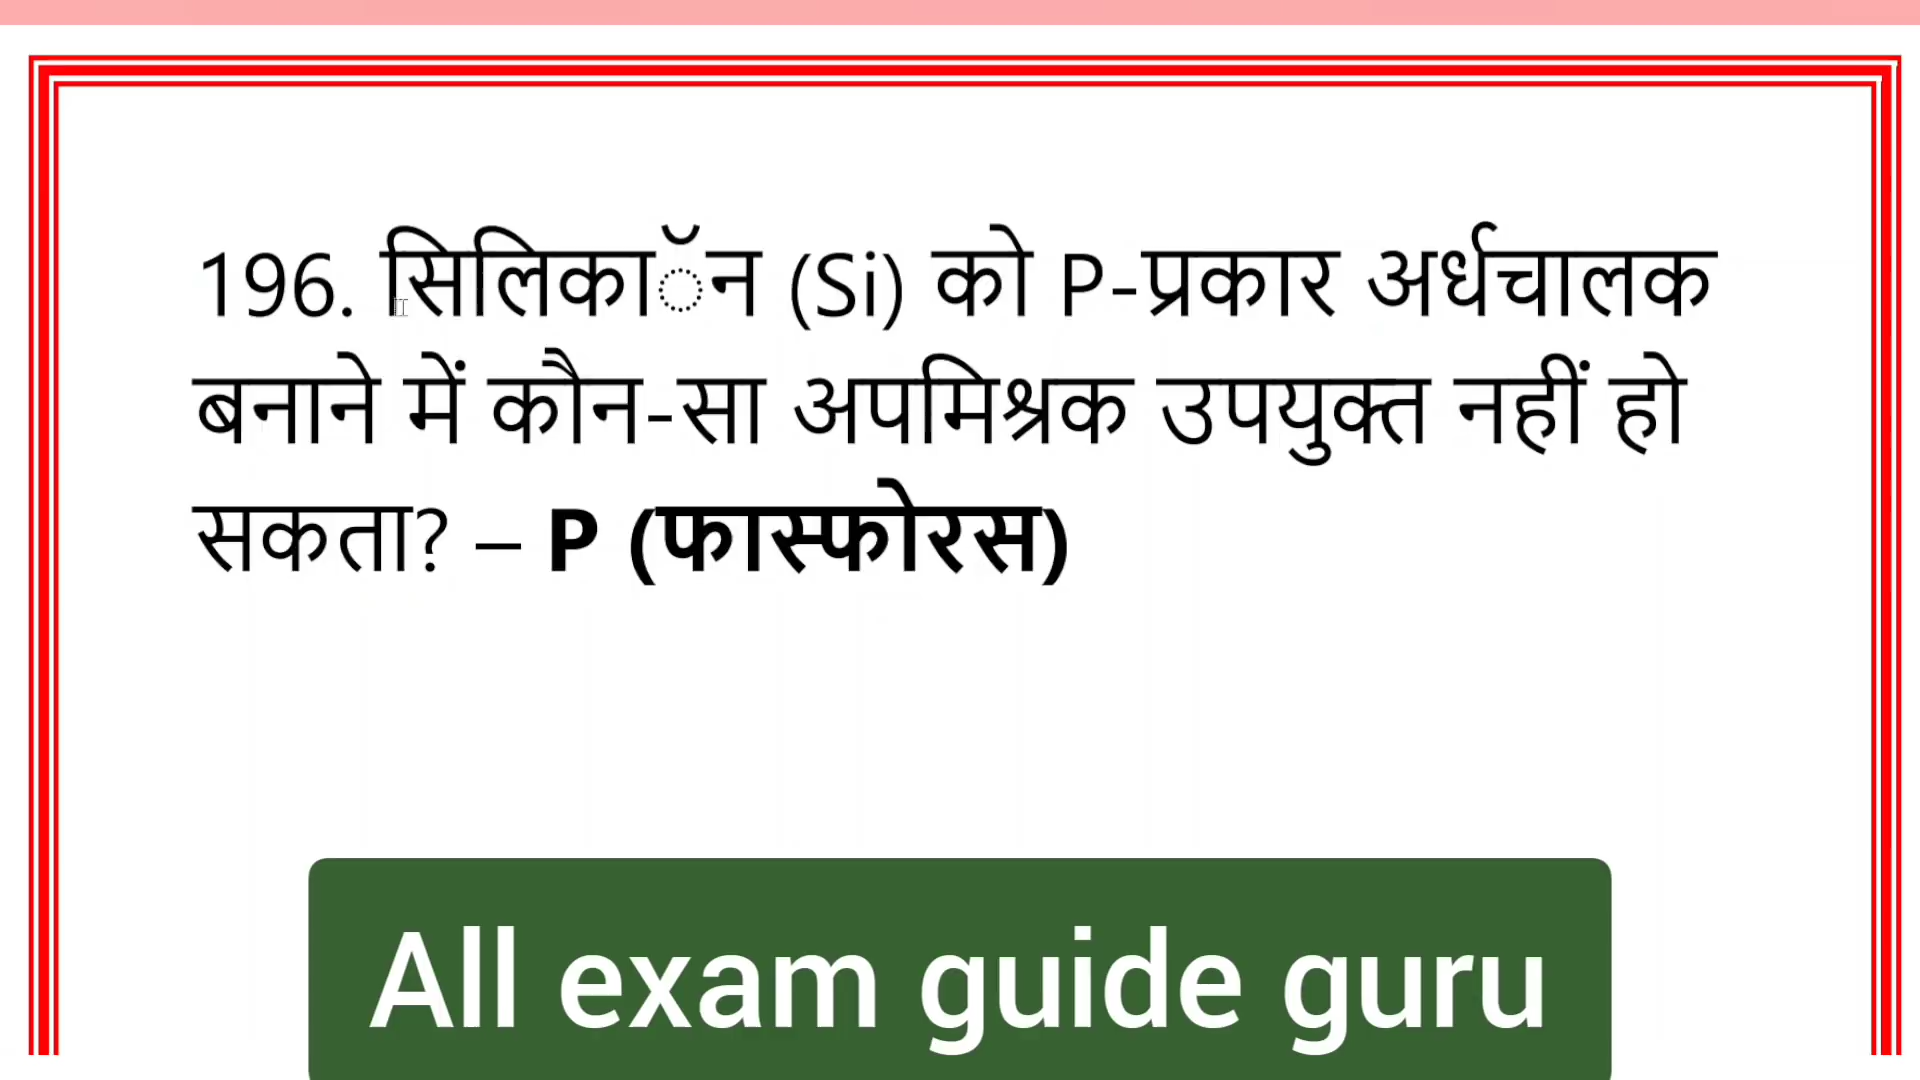 196. सिलिकाॅन (Si) को P-प्रकार अर्धचालक
बनाने में कौन-सा अपमिश्रक उपयुक्त नहीं हो
सकता? – P (फास्फोरस)
All exam guide guru